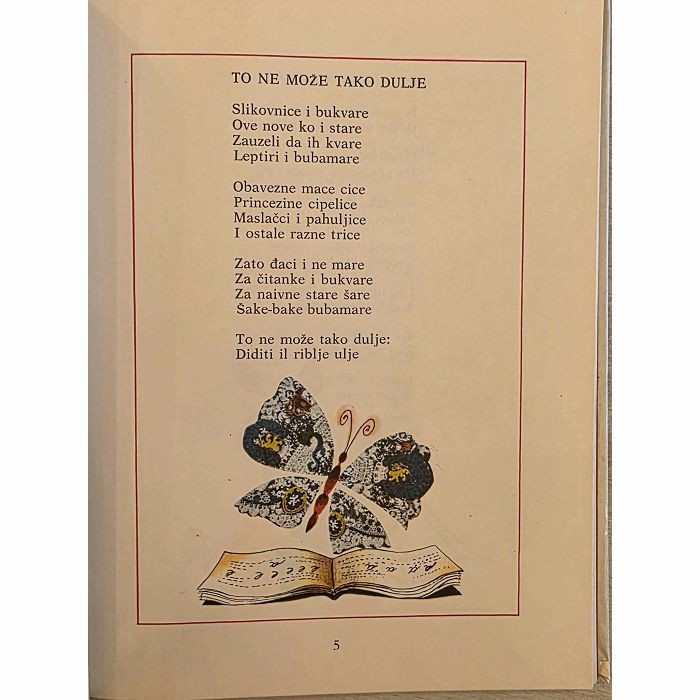 TO NE MOŽE TAKO DULJE
Slikovnice i bukvare
Ove nove ko i stare
Zauzeli da ih kvare
Leptiri i bubamare
Obavezne mace cice
Princezine cipelice
Maslačci i pahuljice
I ostale razne trice
Zato đaci i ne mare
Za čitanke i bukvare
Za naivne stare šare
Šake-bake bubamare
To ne može tako dulje:
Diditi il riblje ulje
5